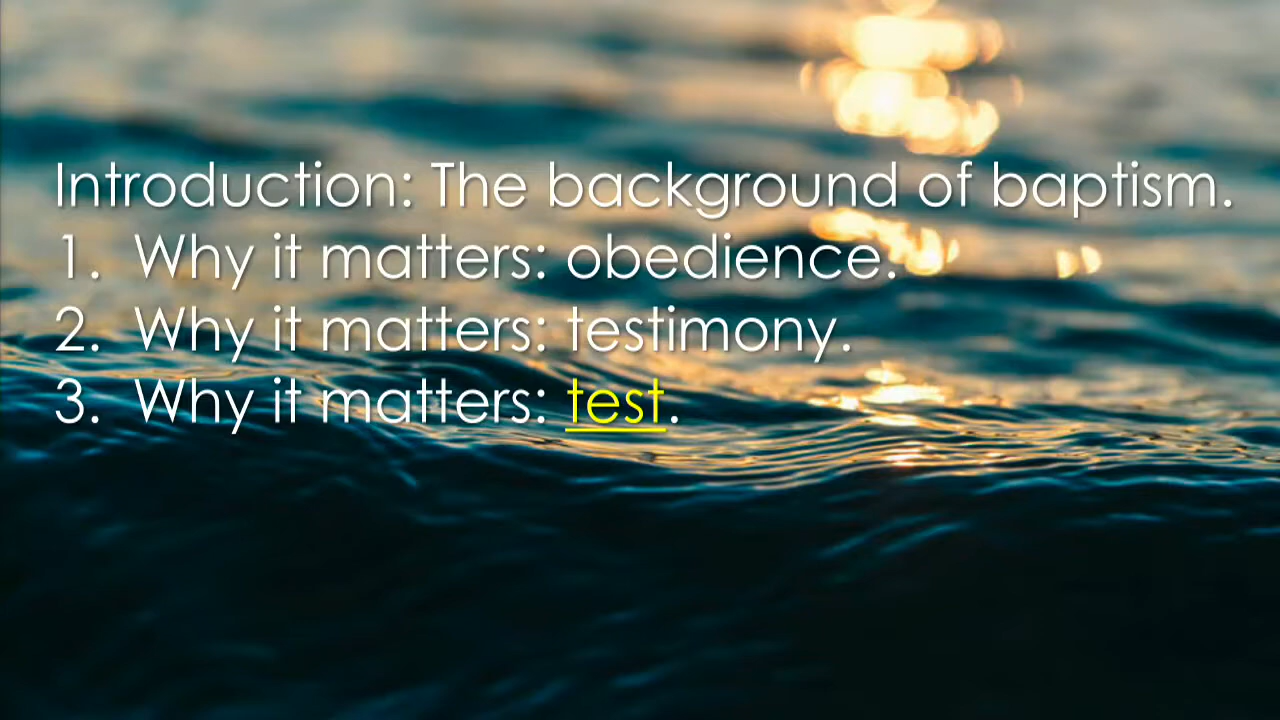 Introduction: The background of baptism.
1. Why it matters: obedience.
2. Why it matters: testimony.
3. Why it matters: test.